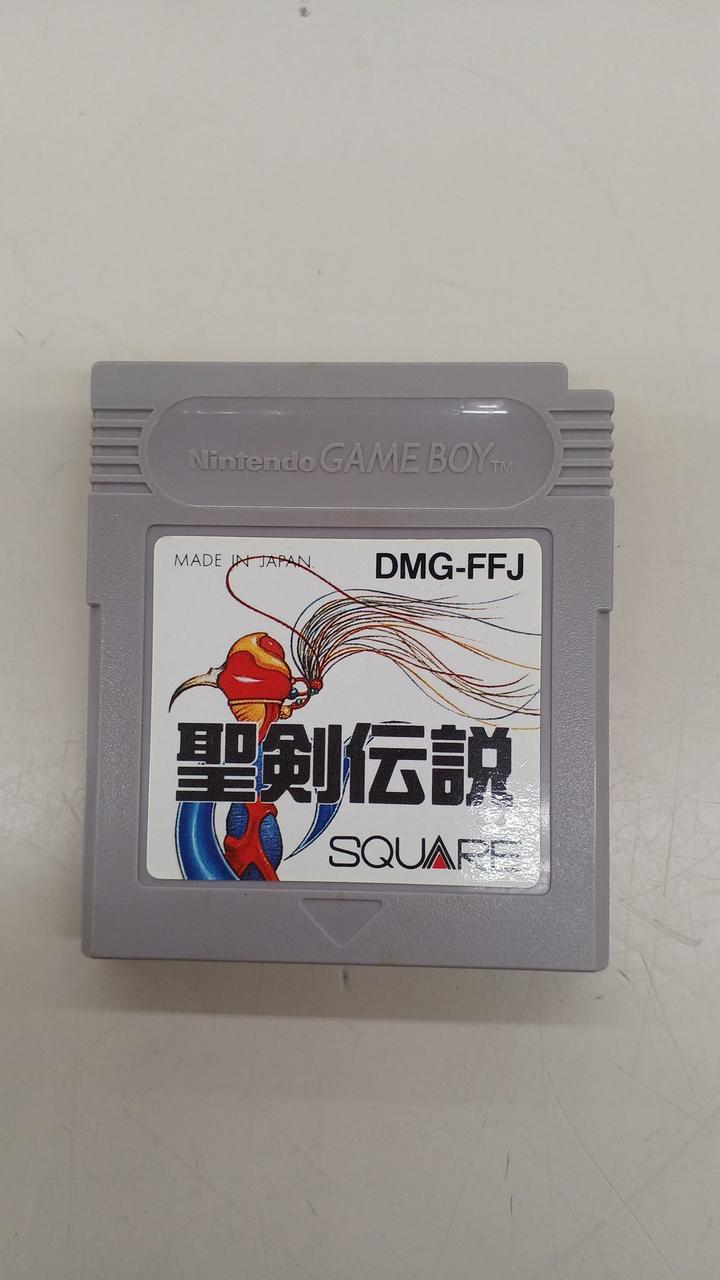 Nintendo GAME BOY™
MADE IN JAPAN.
DMG-FFJ
聖剣伝説
SQUARE